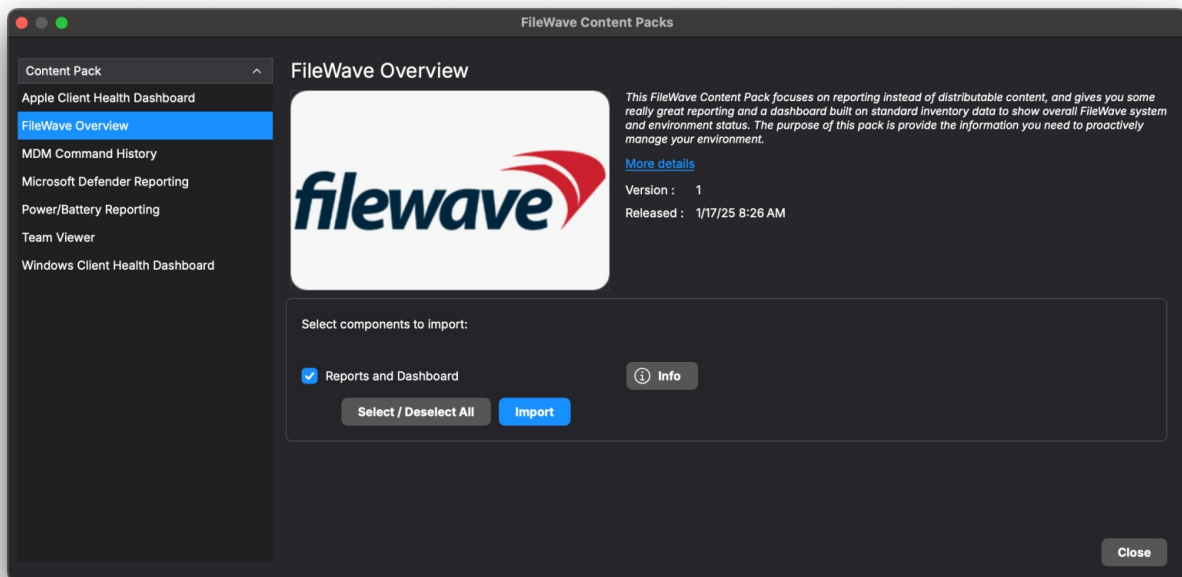 FileWave Content Packs
Content Pack
Apple Client Health Dashboard
FileWave Overview
MDM Command History
Microsoft Defender Reporting
Power/Battery Reporting
Team Viewer
Windows Client Health Dashboard
FileWave Overview
filewave
This FileWave Content Pack focuses on reporting instead of distributable content, and gives you some
really great reporting and a dashboard built on standard inventory data to show overall FileWave system
and environment status. The purpose of this pack is provide the information you need to proactively
manage your environment.
More details
Version : 1
Released : 1/17/25 8:26 AM
Select components to import:
Reports and Dashboard
Info
Select / Deselect All
Import
Close